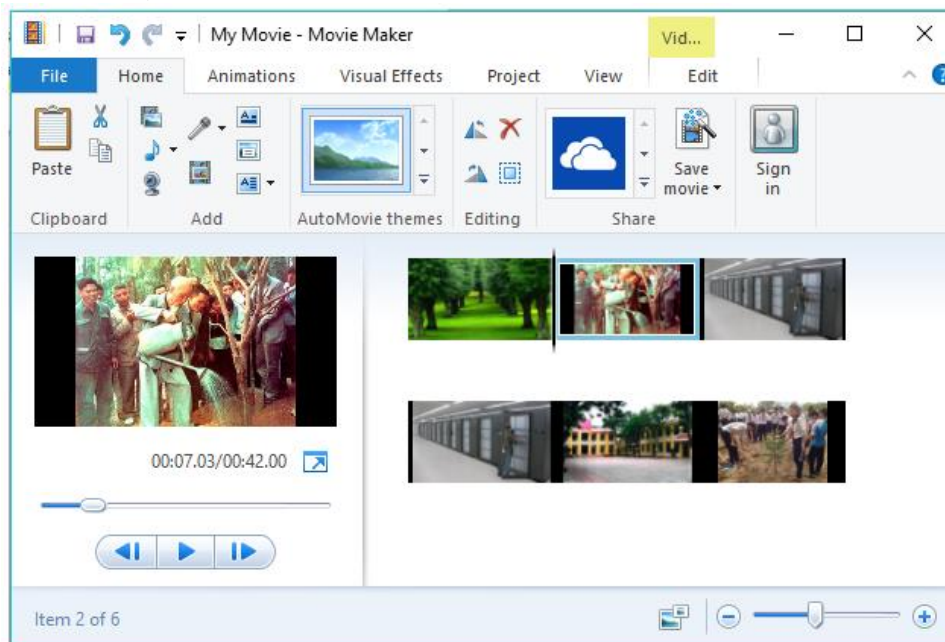 My Movie - Movie Maker
Vid...
File Home Animations Visual Effects Project View Edit
Paste
Save movie
Sign in
Clipboard Add AutoMovie themes Editing Share
00:07.03/00:42.00
Item 2 of 6